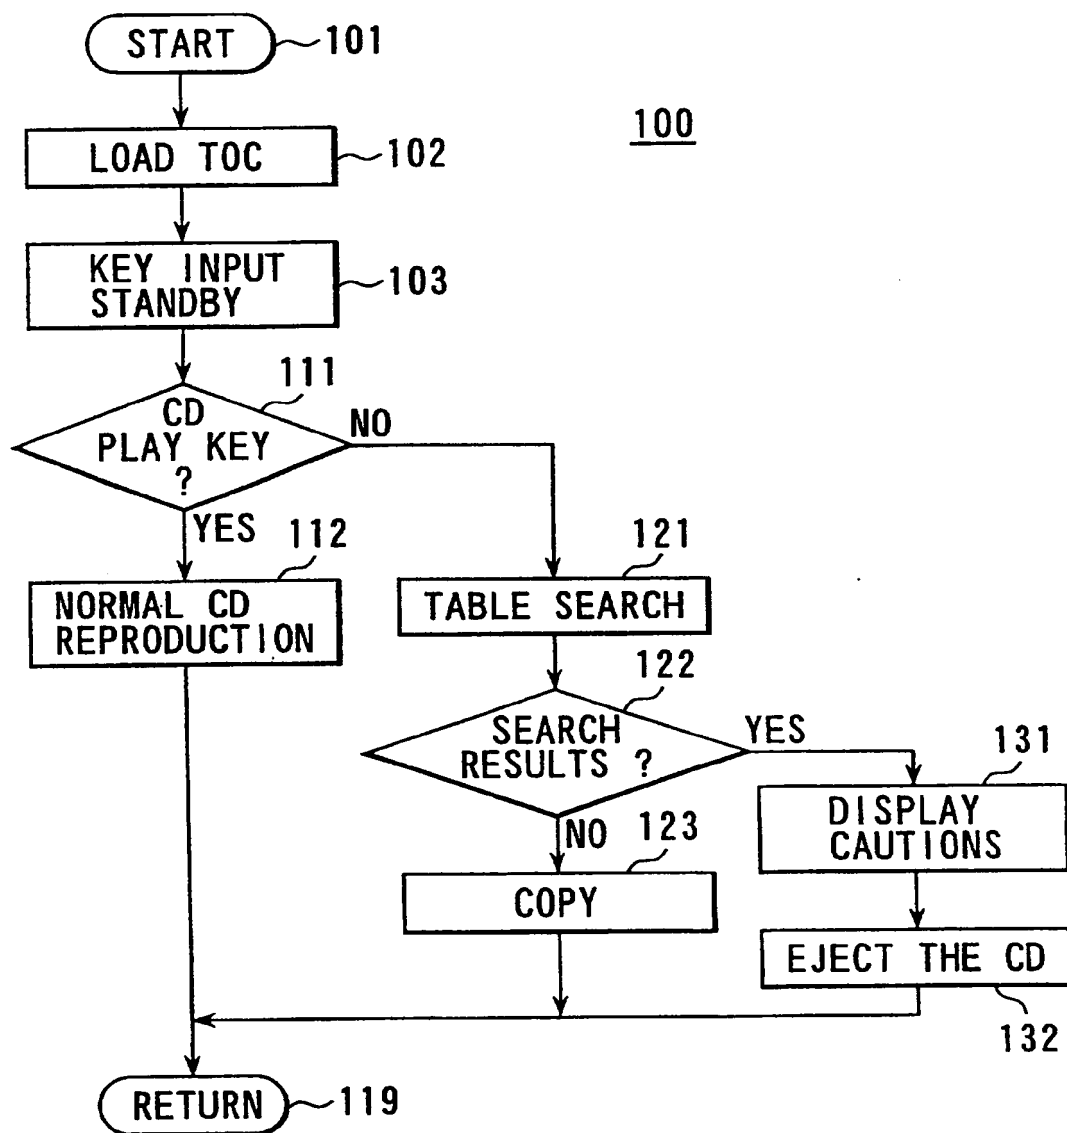 START
101
100
LOAD TOC
102
KEY INPUT
STANDBY
103
111
CD
PLAY KEY
?
NO
YES
112
NORMAL CD
REPRODUCTION
121
TABLE SEARCH
122
SEARCH
RESULTS ?
YES
NO
131
DISPLAY
CAUTIONS
123
COPY
EJECT THE CD
132
RETURN
119